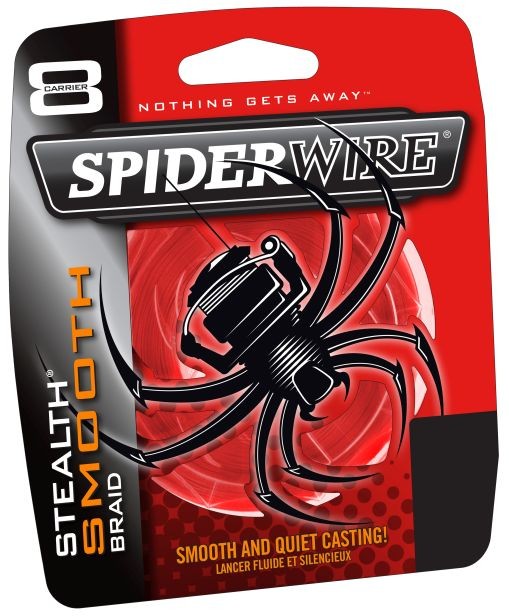 8
CARRIER
NOTHING GETS AWAY™
SPIDERWIRE®
STEALTH®
SMOOTH
BRAID
SMOOTH AND QUIET CASTING!
LANCER FLUIDE ET SILENCIEUX